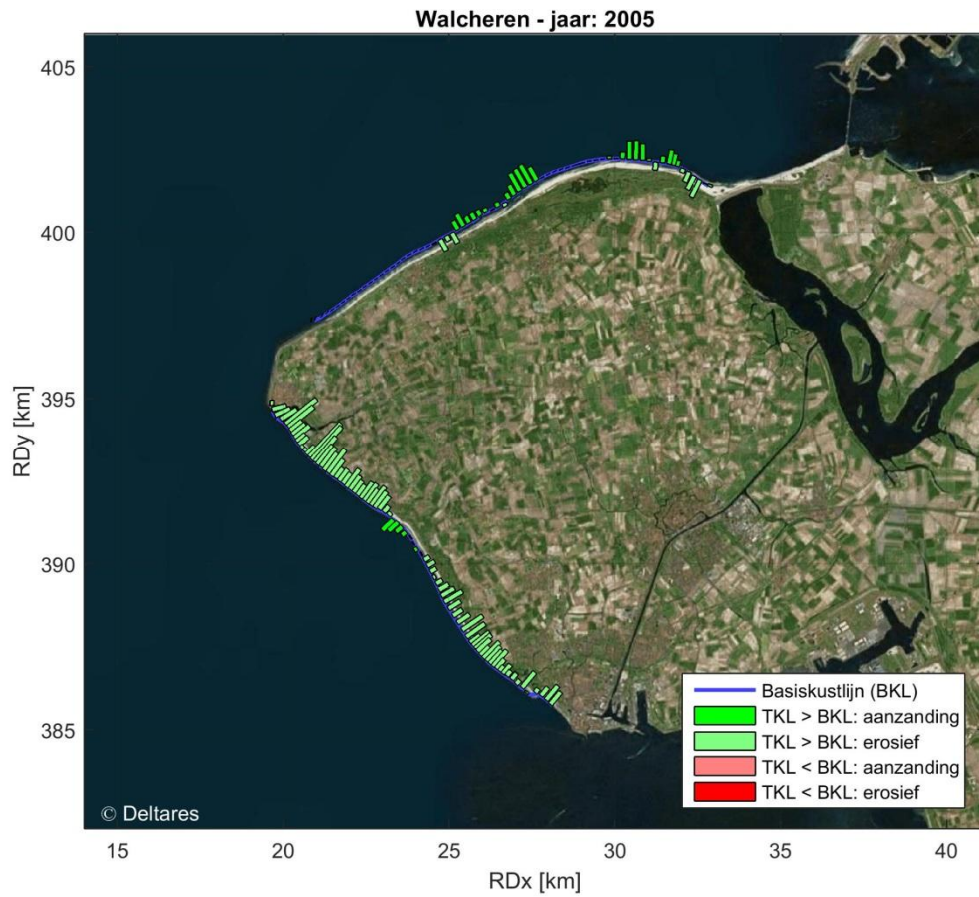 Walcheren - jaar: 2005
405
400
395
390
385
RDy [km]
Basiskustlijn (BKL)
TKL > BKL: aanzanding
TKL > BKL: erosief
TKL < BKL: aanzanding
TKL < BKL: erosief
© Deltares
15 20 25 30 35 40
RDx [km]